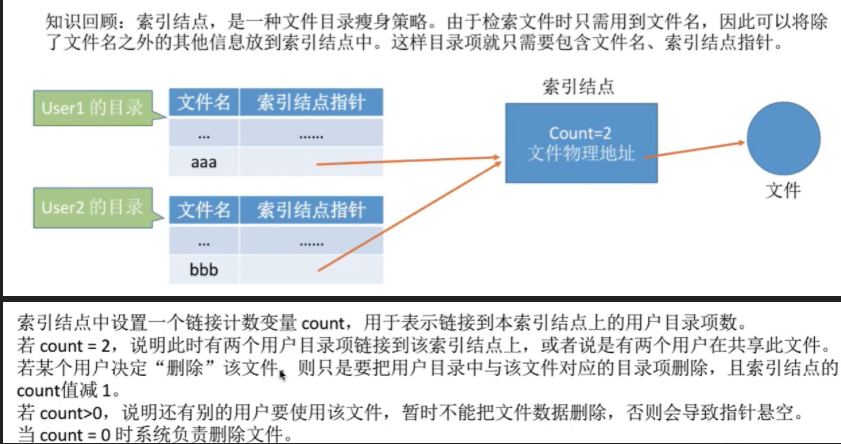 知识回顾：索引结点，是一种文件目录瘦身策略。由于检索文件时只需用到文件名，因此可以将除
了文件名之外的其他信息放到索引结点中。这样目录项就只需要包含文件名、索引结点指针。
索引结点
User1 的目录
文件名 索引结点指针
... ......
aaa
Count=2
文件物理地址
文件
User2 的目录
文件名 索引结点指针
... ......
bbb
索引结点中设置一个链接计数变量 count，用于表示链接到本索引结点上的用户目录项数。
若 count = 2，说明此时有两个用户目录项链接到该索引结点上，或者说是有两个用户在共享此文件。
若某个用户决定“删除”该文件，则只是要把用户目录中与该文件对应的目录项删除，且索引结点的
count值减 1。
若 count>0，说明还有别的用户要使用该文件，暂时不能把文件数据删除，否则会导致指针悬空。
当 count = 0 时系统负责删除文件。